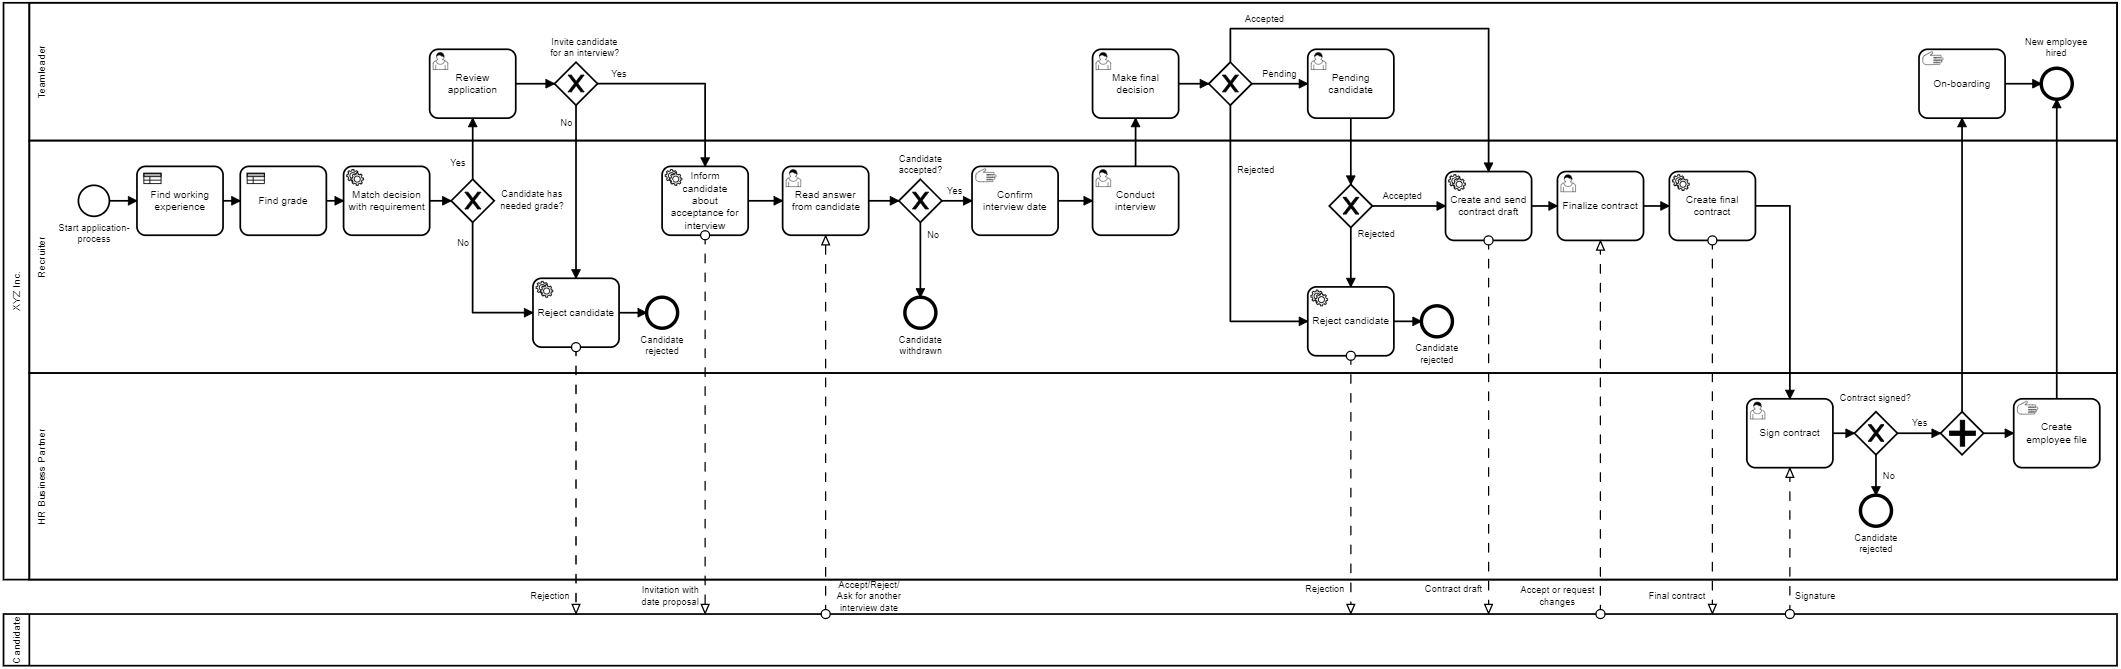 XYZ Inc.
Teamleader
Review
application
Invite candidate
for an interview?
Yes
No
Make final
decision
Accepted
Pending
Rejected
Pending
candidate
On-boarding
New employee
hired
Recruiter
Start application-
process
Find working
experience
Find grade
Match decision
with requirement
Yes
Candidate has
needed grade?
No
Reject candidate
Candidate
rejected
Inform
candidate
about
acceptance for
interview
Read answer
from candidate
Candidate
accepted?
Yes
No
Candidate
withdrawn
Confirm
interview date
Conduct
interview
Accepted
Rejected
Reject candidate
Candidate
rejected
Create and send
contract draft
Finalize contract
Create final
contract
HR Business Partner
Sign contract
Contract signed?
Yes
No
Candidate
rejected
Create
employee file
Rejection
Invitation with
date proposal
Accept/Reject/
Ask for another
interview date
Rejection
Contract draft
Accept or request
changes
Final contract
Signature
Candidate